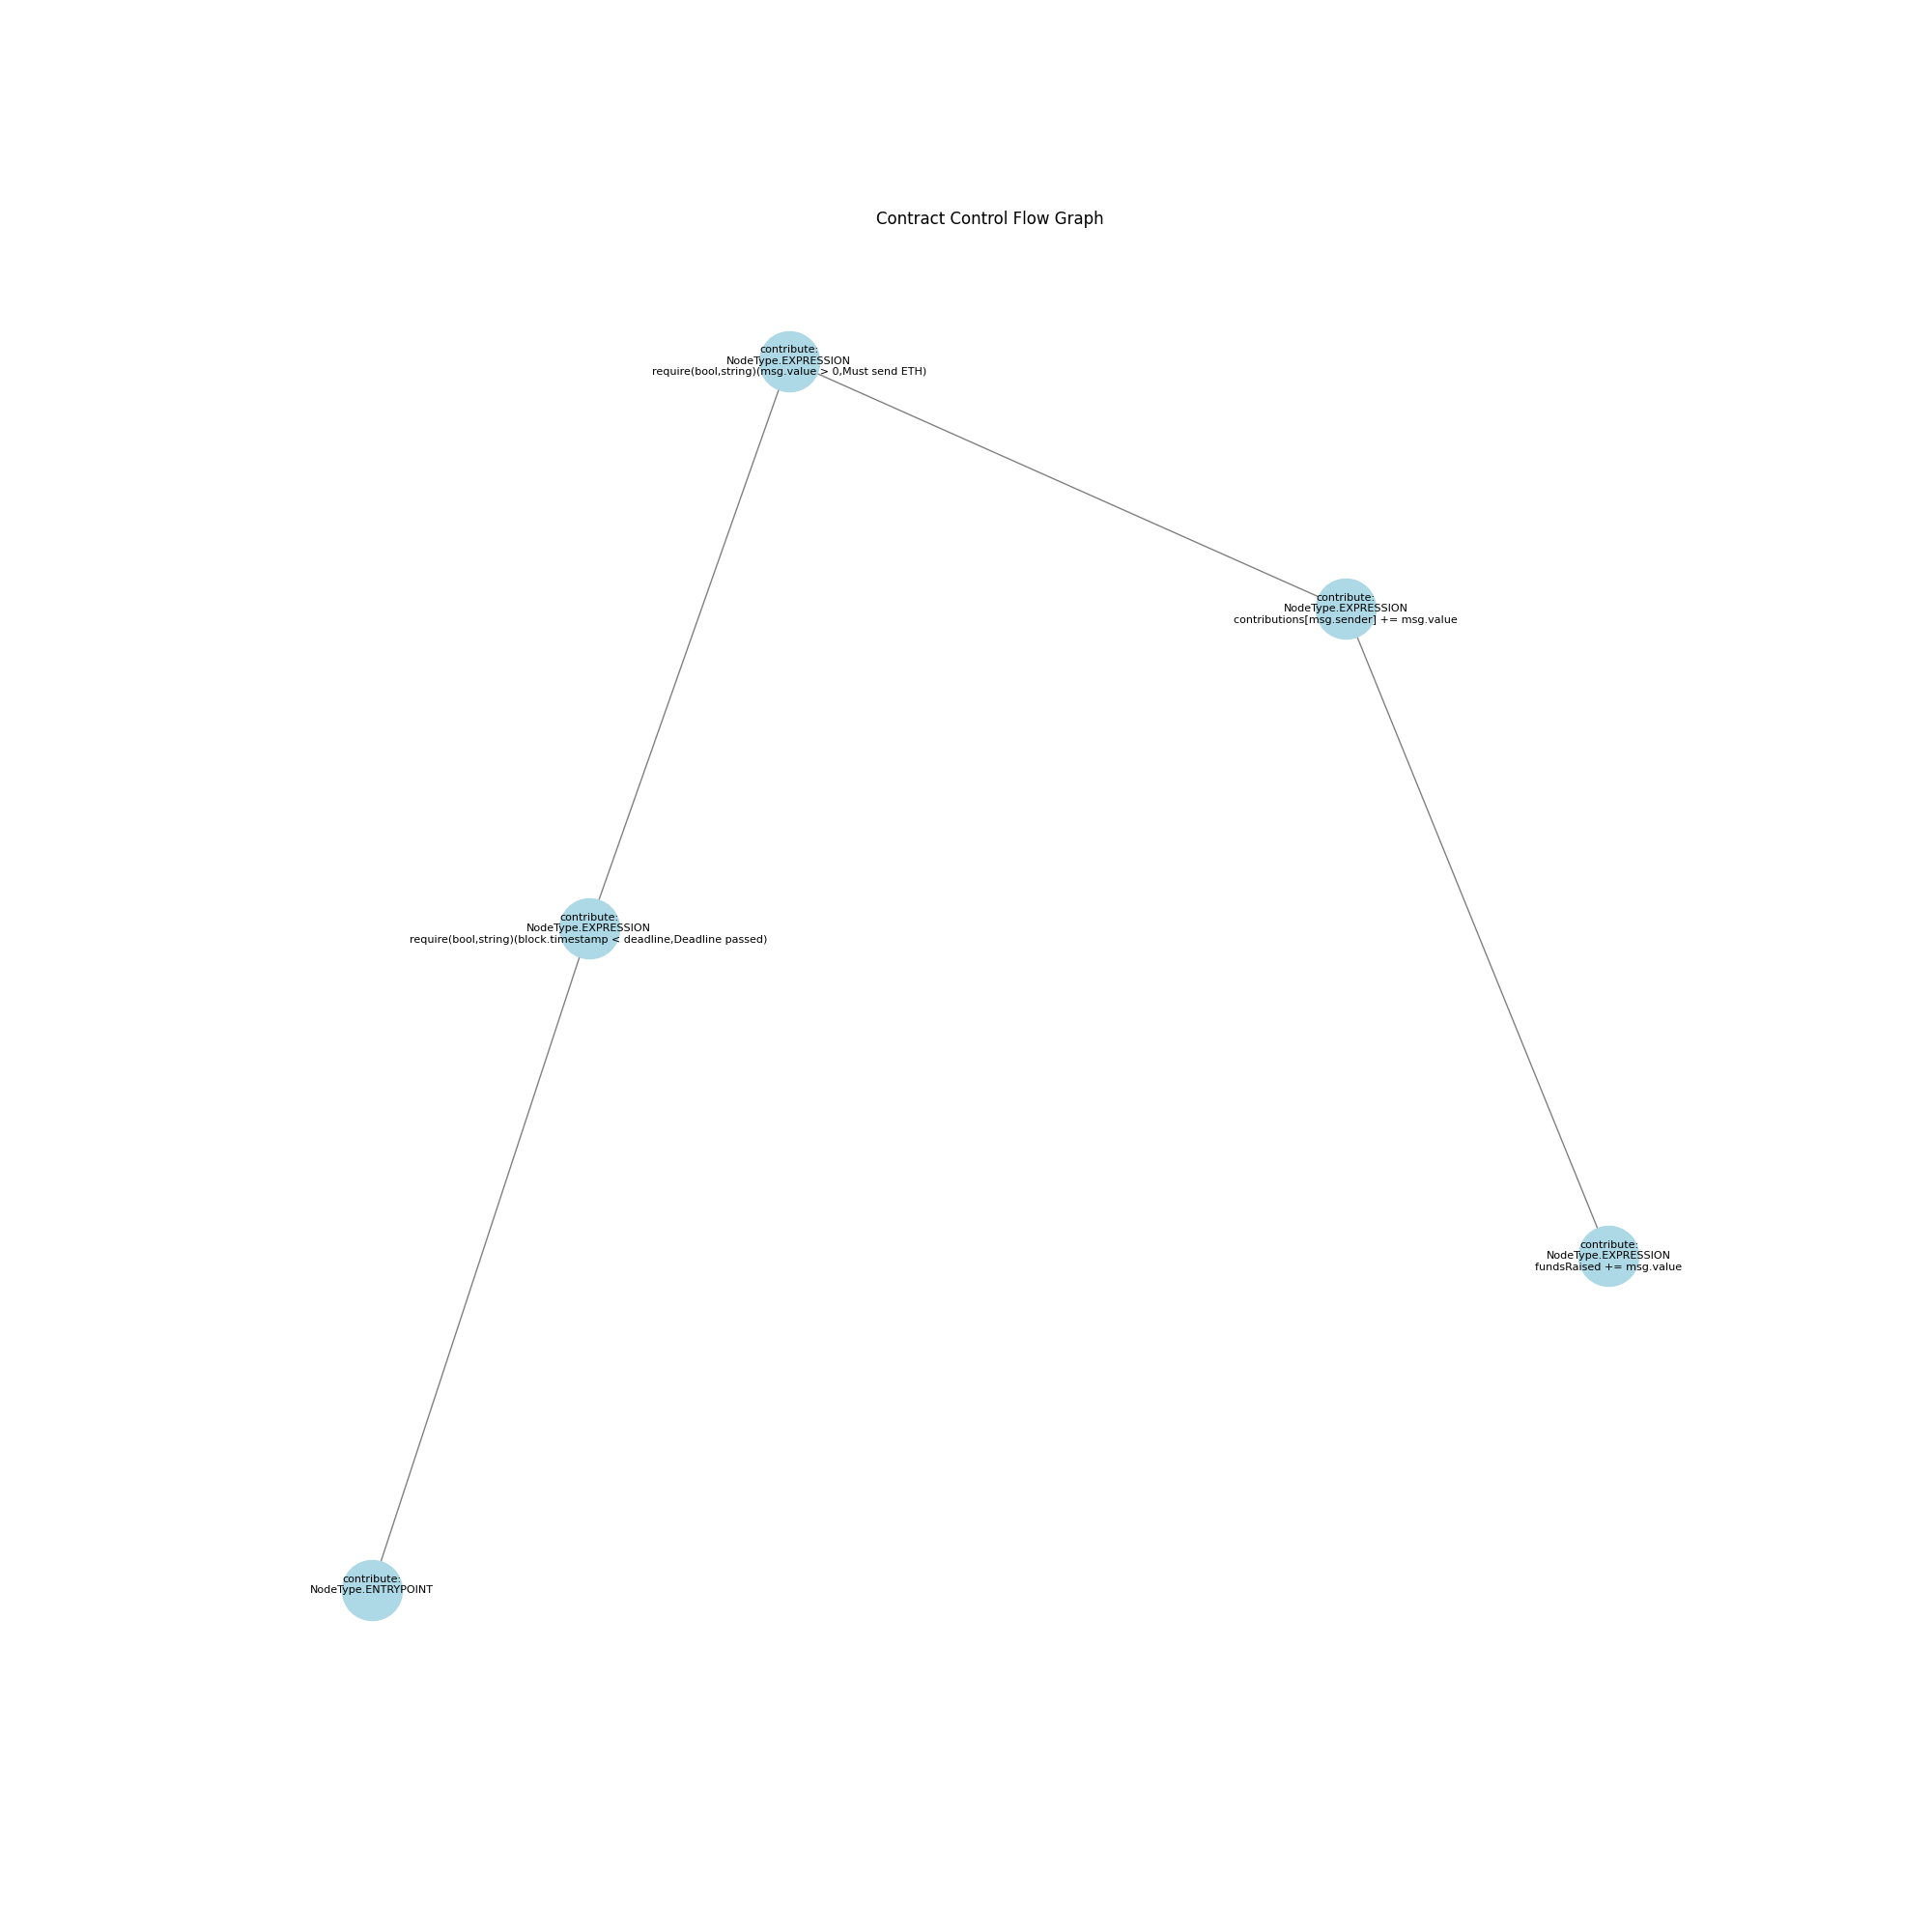 Contract Control Flow Graph
contribute:
NodeType.EXPRESSION
require(bool,string)(msg.value > 0,Must send ETH)
contribute:
NodeType.EXPRESSION
contributions[msg.sender] += msg.value
contribute:
NodeType.EXPRESSION
require(bool,string)(block.timestamp < deadline,Deadline passed)
contribute:
NodeType.EXPRESSION
fundsRaised += msg.value
contribute:
NodeType.ENTRYPOINT